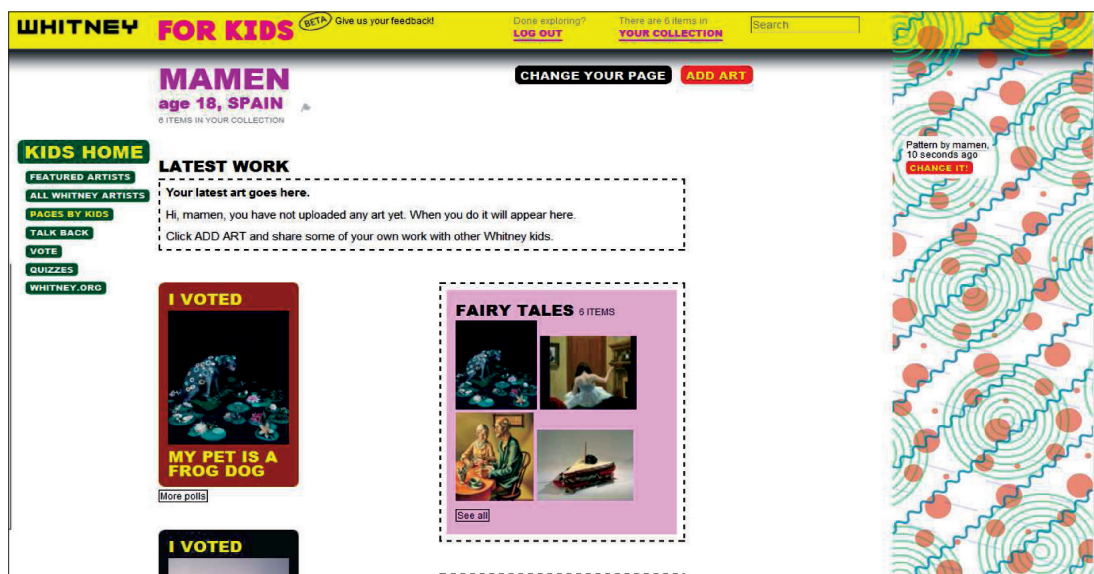 WHITNEY FOR KIDS BETA Give us your feedback!
Done exploring?
LOG OUT
There are 6 items in
YOUR COLLECTION
Search
MAMEN
age 18, SPAIN
6 ITEMS IN YOUR COLLECTION
CHANGE YOUR PAGE ADD ART
KIDS HOME
FEATURED ARTISTS
ALL WHITNEY ARTISTS
PAGES BY KIDS
TALK BACK
VOTE
QUIZZES
WHITNEY.ORG
LATEST WORK
Your latest art goes here.
Hi, mamen, you have not uploaded any art yet. When you do it will appear here.
Click ADD ART and share some of your own work with other Whitney kids.
I VOTED
MY PET IS A
FROG DOG
More polls
I VOTED
FAIRY TALES 6 ITEMS
See all
Pattern by mamen,
10 seconds ago
CHANGE IT!